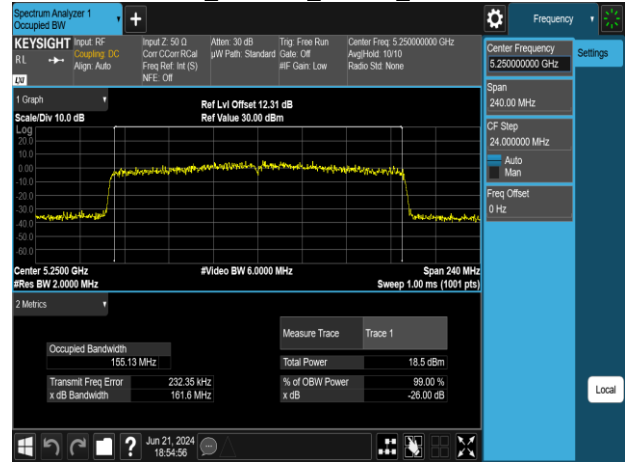 Spectrum Analyzer 1
Occupied BW
Frequency
KEYSIGHT
RL
LXI
Input: RF
Coupling: DC
Align: Auto
Input Z: 50 Ω
Corr CCorr RCal
Freq Ref: Int (S)
NFE: Off
Atten: 30 dB
µW Path: Standard
Trig: Free Run
Gate: Off
#IF Gain: Low
Center Freq: 5.250000000 GHz
Avg|Hold: 10/10
Radio Std: None
Center Frequency
5.250000000 GHz
Settings
Span
240.00 MHz
CF Step
24.000000 MHz
Auto
Man
Freq Offset
0 Hz
Local
1 Graph
Scale/Div 10.0 dB
Ref Lvl Offset 12.31 dB
Ref Value 30.00 dBm
Log
20.0
10.0
0.00
-10.0
-20.0
-30.0
-40.0
-50.0
-60.0
Center 5.2500 GHz
#Video BW 6.0000 MHz
Span 240 MHz
#Res BW 2.0000 MHz
Sweep 1.00 ms (1001 pts)
2 Metrics
Measure Trace Trace 1
Occupied Bandwidth
155.13 MHz
Total Power 18.5 dBm
Transmit Freq Error 232.35 kHz
% of OBW Power 99.00 %
x dB Bandwidth 161.6 MHz
x dB -26.00 dB
Jun 21, 2024
18:54:56